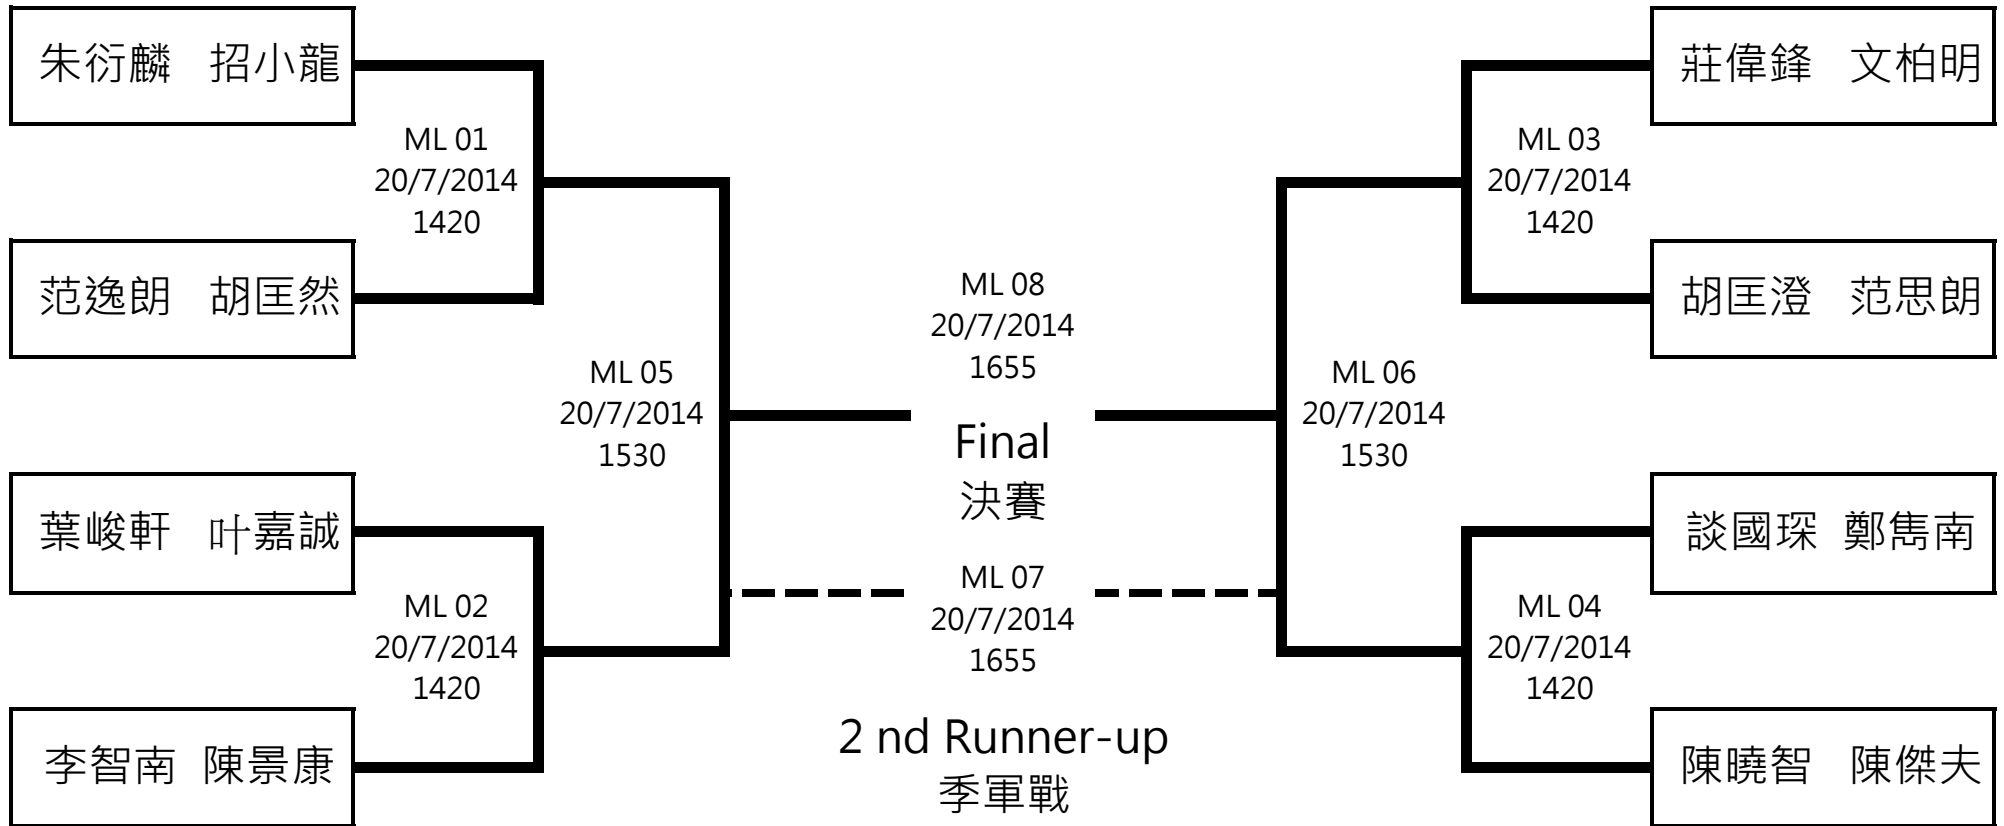 朱衍麟 招小龍
ML 01
20/7/2014
1420
范逸朗 胡匡然
葉峻軒 叶嘉誠
ML 02
20/7/2014
1420
李智南 陳景康
ML 05
20/7/2014
1530
ML 08
20/7/2014
1655
Final
決賽
ML 07
20/7/2014
1655
2 nd Runner-up
季軍戰
ML 06
20/7/2014
1530
莊偉鋒 文柏明
ML 03
20/7/2014
1420
胡匡澄 范思朗
談國琛 鄭雋南
ML 04
20/7/2014
1420
陳曉智 陳傑夫